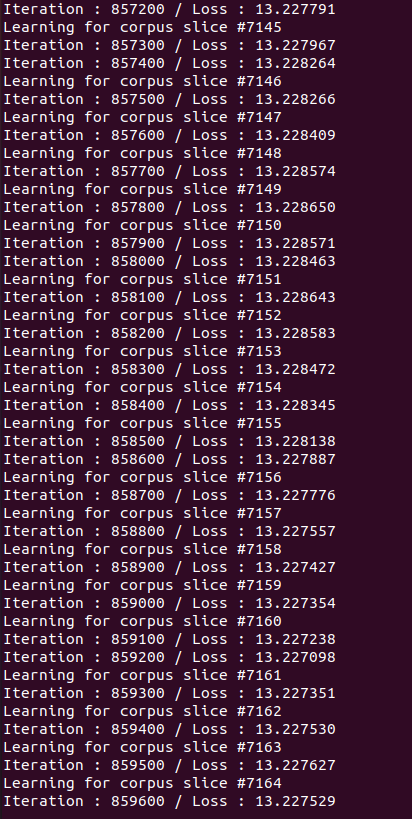 Iteration : 857200 / Loss : 13.227791
Learning for corpus slice #7145
Iteration : 857300 / Loss : 13.227967
Iteration : 857400 / Loss : 13.228264
Learning for corpus slice #7146
Iteration : 857500 / Loss : 13.228266
Learning for corpus slice #7147
Iteration : 857600 / Loss : 13.228409
Learning for corpus slice #7148
Iteration : 857700 / Loss : 13.228574
Learning for corpus slice #7149
Iteration : 857800 / Loss : 13.228650
Learning for corpus slice #7150
Iteration : 857900 / Loss : 13.228571
Iteration : 858000 / Loss : 13.228463
Learning for corpus slice #7151
Iteration : 858100 / Loss : 13.228643
Learning for corpus slice #7152
Iteration : 858200 / Loss : 13.228583
Learning for corpus slice #7153
Iteration : 858300 / Loss : 13.228472
Learning for corpus slice #7154
Iteration : 858400 / Loss : 13.228345
Learning for corpus slice #7155
Iteration : 858500 / Loss : 13.228138
Iteration : 858600 / Loss : 13.227887
Learning for corpus slice #7156
Iteration : 858700 / Loss : 13.227776
Learning for corpus slice #7157
Iteration : 858800 / Loss : 13.227557
Learning for corpus slice #7158
Iteration : 858900 / Loss : 13.227427
Learning for corpus slice #7159
Iteration : 859000 / Loss : 13.227354
Learning for corpus slice #7160
Iteration : 859100 / Loss : 13.227238
Iteration : 859200 / Loss : 13.227098
Learning for corpus slice #7161
Iteration : 859300 / Loss : 13.227351
Learning for corpus slice #7162
Iteration : 859400 / Loss : 13.227530
Learning for corpus slice #7163
Iteration : 859500 / Loss : 13.227627
Learning for corpus slice #7164
Iteration : 859600 / Loss : 13.227529